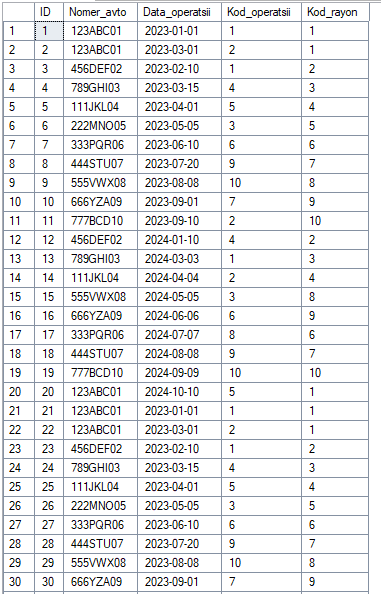 ID Nomer_avto Data_operatsii Kod_operatsii Kod_rayon
1 1 123ABC01 2023-01-01 1 1
2 2 123ABC01 2023-03-01 2 1
3 3 456DEF02 2023-02-10 1 2
4 4 789GHI03 2023-03-15 4 3
5 5 111JKL04 2023-04-01 5 4
6 6 222MNO05 2023-05-05 3 5
7 7 333PQR06 2023-06-10 6 6
8 8 444STU07 2023-07-20 9 7
9 9 555VWX08 2023-08-08 10 8
10 10 666YZA09 2023-09-01 7 9
11 11 777BCD10 2023-09-10 2 10
12 12 456DEF02 2024-01-10 4 2
13 13 789GHI03 2024-03-03 1 3
14 14 111JKL04 2024-04-04 2 4
15 15 555VWX08 2024-05-05 3 8
16 16 666YZA09 2024-06-06 6 9
17 17 333PQR06 2024-07-07 8 6
18 18 444STU07 2024-08-08 9 7
19 19 777BCD10 2024-09-09 10 10
20 20 123ABC01 2024-10-10 5 1
21 21 123ABC01 2023-01-01 1 1
22 22 123ABC01 2023-03-01 2 1
23 23 456DEF02 2023-02-10 1 2
24 24 789GHI03 2023-03-15 4 3
25 25 111JKL04 2023-04-01 5 4
26 26 222MNO05 2023-05-05 3 5
27 27 333PQR06 2023-06-10 6 6
28 28 444STU07 2023-07-20 9 7
29 29 555VWX08 2023-08-08 10 8
30 30 666YZA09 2023-09-01 7 9